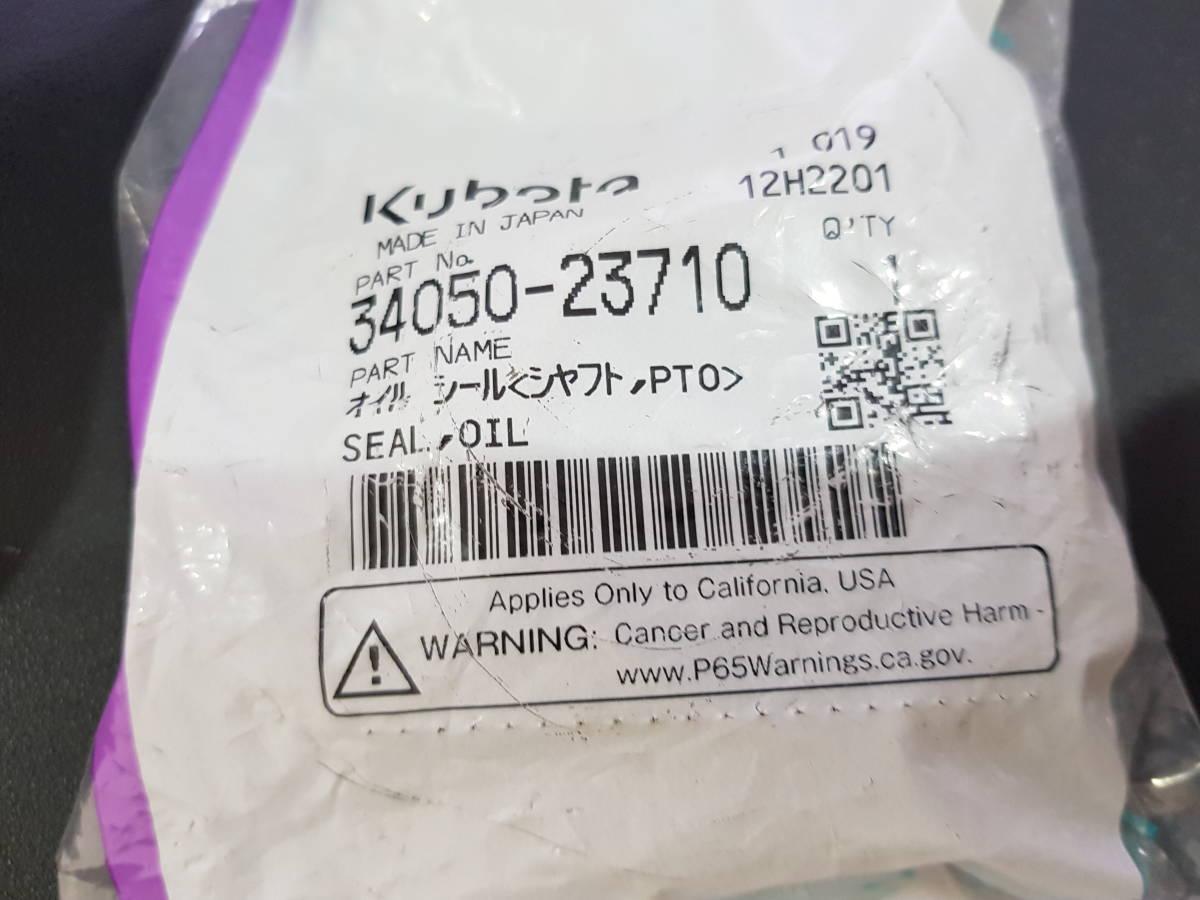 019
Kubota 12H2201
MADE IN JAPAN Q'TY
PART No.
34050-23710 1
PART NAME
オイル シール<シャフト,PTO>
SEAL,OIL
Applies Only to California, USA
WARNING: Cancer and Reproductive Harm -
www.P65Warnings.ca.gov.